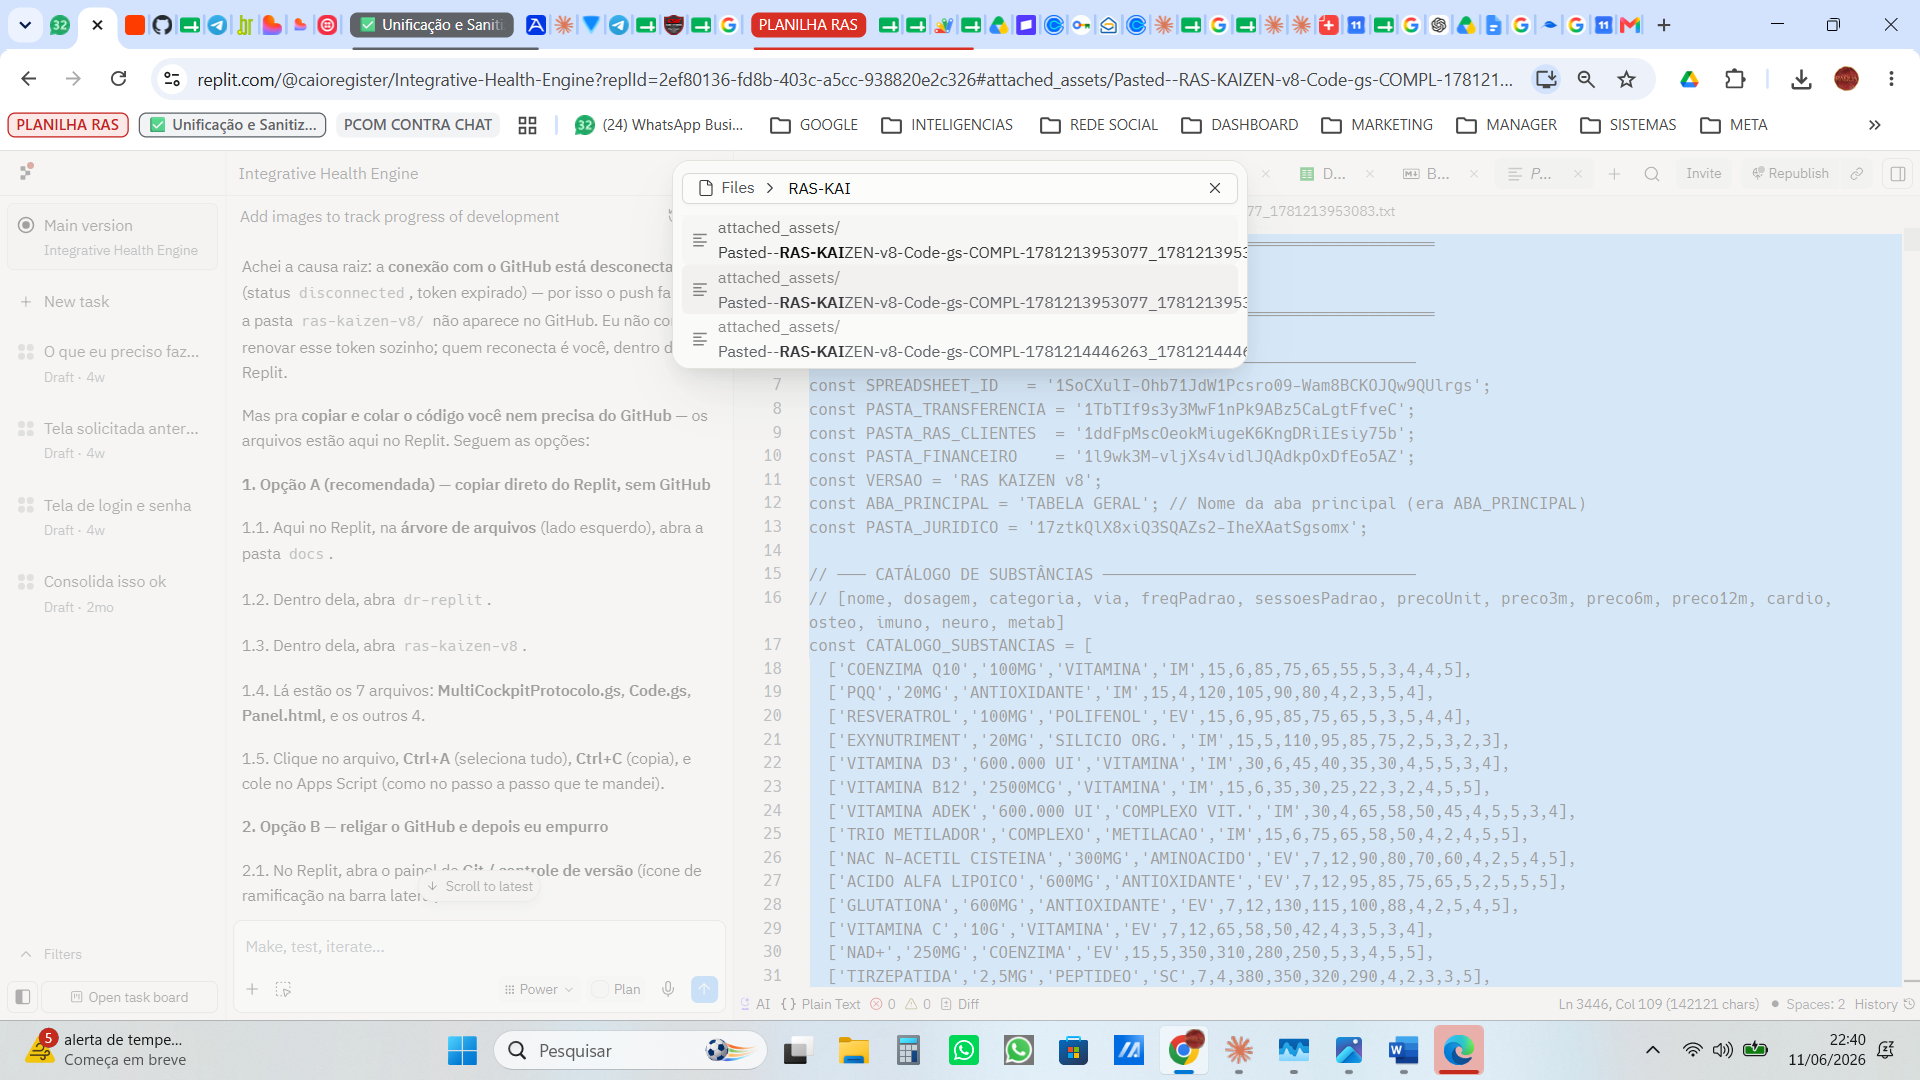 32
Unificação e Saniti
PLANILHA RAS
replit.com/@caioregister/Integrative-Health-Engine?replId=2ef80136-fd8b-403c-a5cc-938820e2c326#attached_assets/Pasted--RAS-KAIZEN-v8-Code-gs-COMPL-178121...
PLANILHA RAS
Unificação e Sanitiz...
PCOM CONTRA CHAT
(24) WhatsApp Busi...
GOOGLE
INTELIGENCIAS
REDE SOCIAL
DASHBOARD
MARKETING
MANAGER
SISTEMAS
META
Integrative Health Engine
Files
RAS-KAI
D...
B...
P...
Invite
Republish
Main version
Integrative Health Engine
New task
O que eu preciso faz...
Draft · 4w
Tela solicitada anter...
Draft · 4w
Tela de login e senha
Draft · 4w
Consolida isso ok
Draft · 2mo
Filters
Open task board
Add images to track progress of development
Achei a causa raiz: a conexão com o GitHub está desconecta
(status disconnected, token expirado) — por isso o push fa
a pasta ras-kaizen-v8/ não aparece no GitHub. Eu não co
renovar esse token sozinho; quem reconecta é você, dentro d
Replit.
Mas pra copiar e colar o código você nem precisa do GitHub — os
arquivos estão aqui no Replit. Seguem as opções:
1. Opção A (recomendada) — copiar direto do Replit, sem GitHub
1.1. Aqui no Replit, na árvore de arquivos (lado esquerdo), abra a
pasta docs.
1.2. Dentro dela, abra dr-replit.
1.3. Dentro dela, abra ras-kaizen-v8.
1.4. Lá estão os 7 arquivos: MultiCockpitProtocolo.gs, Code.gs,
Panel.html, e os outros 4.
1.5. Clique no arquivo, Ctrl+A (seleciona tudo), Ctrl+C (copia), e
cole no Apps Script (como no passo a passo que te mandei).
2. Opção B — religar o GitHub e depois eu empurro
2.1. No Replit, abra o painel de Git / controle de versão (ícone de
ramificação na barra latera
Scroll to latest
Make, test, iterate...
Power
Plan
attached_assets/
Pasted--RAS-KAIZEN-v8-Code-gs-COMPL-1781213953077_1781213953
attached_assets/
Pasted--RAS-KAIZEN-v8-Code-gs-COMPL-1781213953077_1781213953
attached_assets/
Pasted--RAS-KAIZEN-v8-Code-gs-COMPL-1781214446263_1781214446
77_1781213953083.txt
7 const SPREADSHEET_ID = '1SoCXulI-Ohb71JdW1Pcsro09-Wam8BCKOJQw9QUlrgs';
8 const PASTA_TRANSFERENCIA = '1TbTIf9s3y3MwF1nPk9ABz5CaLgtFfveC';
9 const PASTA_RAS_CLIENTES = '1ddFpMscOeokMiugeK6KngDRiIEsiy75b';
10 const PASTA_FINANCEIRO = '1l9wk3M-vljXs4vidlJQAdkpOxDfEo5AZ';
11 const VERSAO = 'RAS KAIZEN v8';
12 const ABA_PRINCIPAL = 'TABELA GERAL'; // Nome da aba principal (era ABA_PRINCIPAL)
13 const PASTA_JURIDICO = '17ztkQlX8xiQ3SQAZs2-IheXAatSgsomx';
14
15 // ─── CATÁLOGO DE SUBSTÂNCIAS ─────────────────────────────────
16 // [nome, dosagem, categoria, via, freqPadrao, sessoesPadrao, precoUnit, preco3m, preco6m, preco12m, cardio,
osteo, imuno, neuro, metab]
17 const CATALOGO_SUBSTANCIAS = [
18 ['COENZIMA Q10','100MG','VITAMINA','IM',15,6,85,75,65,55,5,3,4,4,5],
19 ['PQQ','20MG','ANTIOXIDANTE','IM',15,4,120,105,90,80,4,2,3,5,4],
20 ['RESVERATROL','100MG','POLIFENOL','EV',15,6,95,85,75,65,5,3,5,4,4],
21 ['EXYNUTRIMENT','20MG','SILICIO ORG.','IM',15,5,110,95,85,75,2,5,3,2,3],
22 ['VITAMINA D3','600.000 UI','VITAMINA','IM',30,6,45,40,35,30,4,5,5,3,4],
23 ['VITAMINA B12','2500MCG','VITAMINA','IM',15,6,35,30,25,22,3,2,4,5,5],
24 ['VITAMINA ADEK','600.000 UI','COMPLEXO VIT.','IM',30,4,65,58,50,45,4,5,5,3,4],
25 ['TRIO METILADOR','COMPLEXO','METILACAO','IM',15,6,75,65,58,50,4,2,4,5,5],
26 ['NAC N-ACETIL CISTEINA','300MG','AMINOACIDO','EV',7,12,90,80,70,60,4,2,5,4,5],
27 ['ACIDO ALFA LIPOICO','600MG','ANTIOXIDANTE','EV',7,12,95,85,75,65,5,2,5,5,5],
28 ['GLUTATIONA','600MG','ANTIOXIDANTE','EV',7,12,130,115,100,88,4,2,5,4,5],
29 ['VITAMINA C','10G','VITAMINA','EV',7,12,65,58,50,42,4,3,5,3,4],
30 ['NAD+','250MG','COENZIMA','EV',15,5,350,310,280,250,5,3,4,5,5],
31 ['TIRZEPATIDA','2,5MG','PEPTIDEO','SC',7,4,380,350,320,290,4,2,3,3,5],
AI
{} Plain Text
0
0
Diff
Ln 3446, Col 109 (142121 chars)
Spaces: 2
History
5
alerta de tempe...
Começa em breve
Pesquisar
22:40
11/06/2026